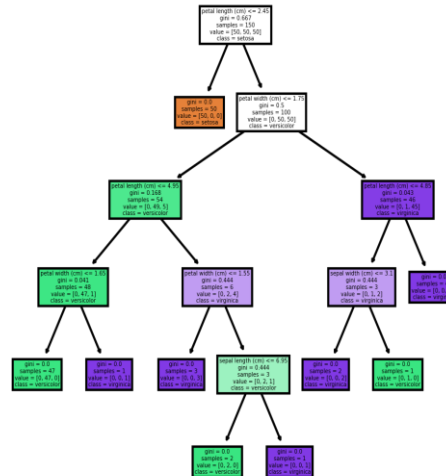 petal length (cm) <= 2.45
gini = 0.667
samples = 150
value = [50, 50, 50]
class = setosa
gini = 0.0
samples = 50
value = [50, 0, 0]
class = setosa
petal width (cm) <= 1.75
gini = 0.5
samples = 100
value = [0, 50, 50]
class = versicolor
petal length (cm) <= 4.95
gini = 0.168
samples = 54
value = [0, 49, 5]
class = versicolor
petal length (cm) <= 4.85
gini = 0.043
samples = 46
value = [0, 1, 45]
class = virginica
petal width (cm) <= 1.65
gini = 0.041
samples = 48
value = [0, 47, 1]
class = versicolor
petal width (cm) <= 1.55
gini = 0.444
samples = 6
value = [0, 2, 4]
class = virginica
sepal width (cm) <= 3.1
gini = 0.444
samples = 3
value = [0, 1, 2]
class = virginica
gini = 0.0
samples =
value = [0, 0,
class =
gini = 0.0
samples = 47
value = [0, 47, 0]
class = versicolor
gini = 0.0
samples = 1
value = [0, 0, 1]
class = virginica
gini = 0.0
samples = 3
value = [0, 0, 3]
class = virginica
sepal length (cm) <= 6.95
gini = 0.444
samples = 3
value = [0, 2, 1]
class = versicolor
gini = 0.0
samples = 2
value = [0, 0, 2]
class = virginica
gini = 0.0
samples = 1
value = [0, 1, 0]
class = versicolor
gini = 0.0
samples = 2
value = [0, 2, 0]
class = versicolor
gini = 0.0
samples = 1
value = [0, 0, 1]
class = virginica